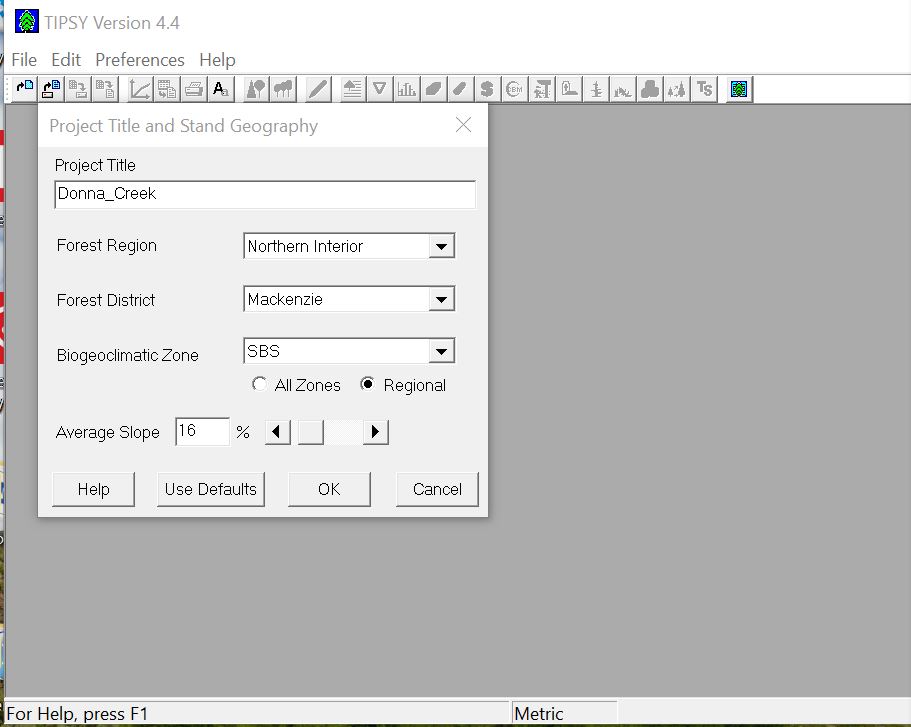 TIPSY Version 4.4
File Edit Preferences Help
Project Title and Stand Geography
Project Title
Donna_Creek
Forest Region Northern Interior
Forest District Mackenzie
Biogeoclimatic Zone SBS
All Zones Regional
Average Slope 16 %
Help Use Defaults OK Cancel
For Help, press F1 Metric